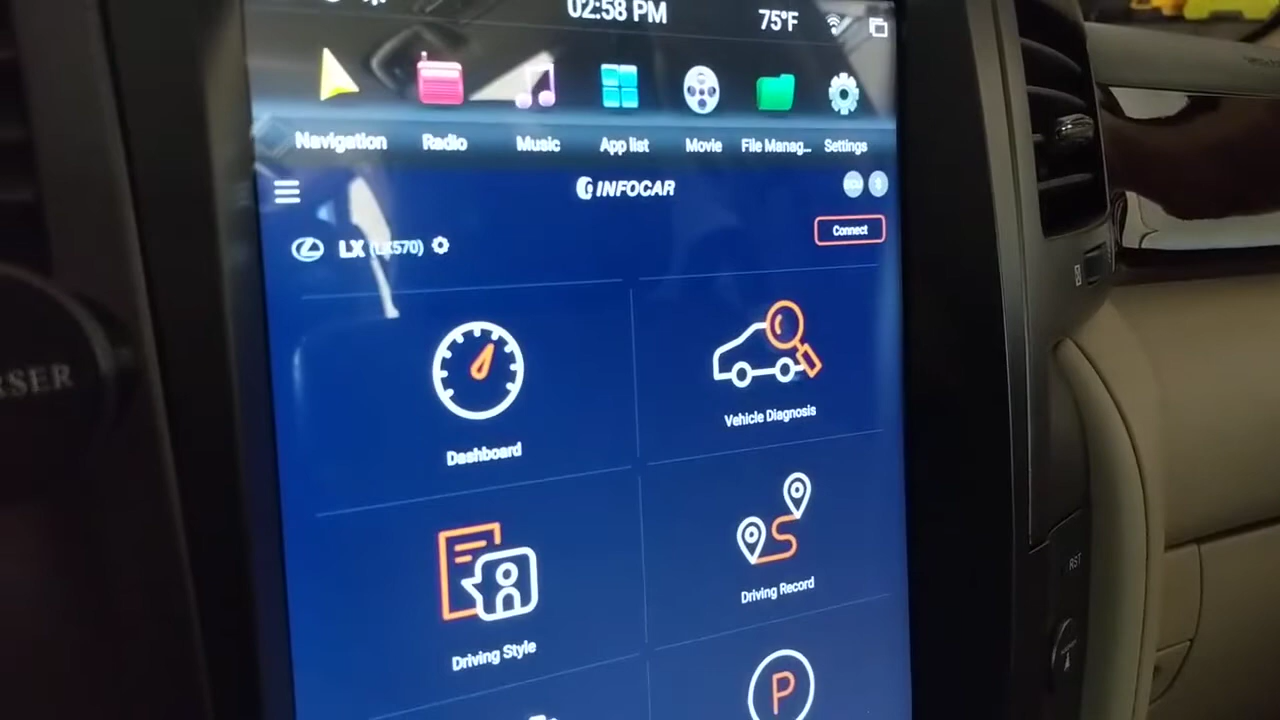 02:58 PM
75°F
Navigation
Radio
Music
App list
Movie
File Manag...
Settings
INFOCAR
LX (LX570)
Connect
Dashboard
Vehicle Diagnosis
Driving Style
Driving Record
P
RST